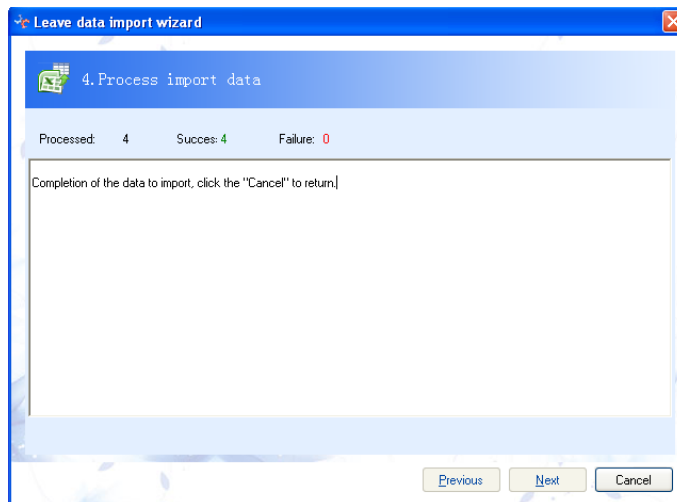 Leave data import wizard
4.Process import data
Processed: 4 Succes: 4 Failure: 0
Completion of the data to import, click the "Cancel" to return.
Previous Next Cancel